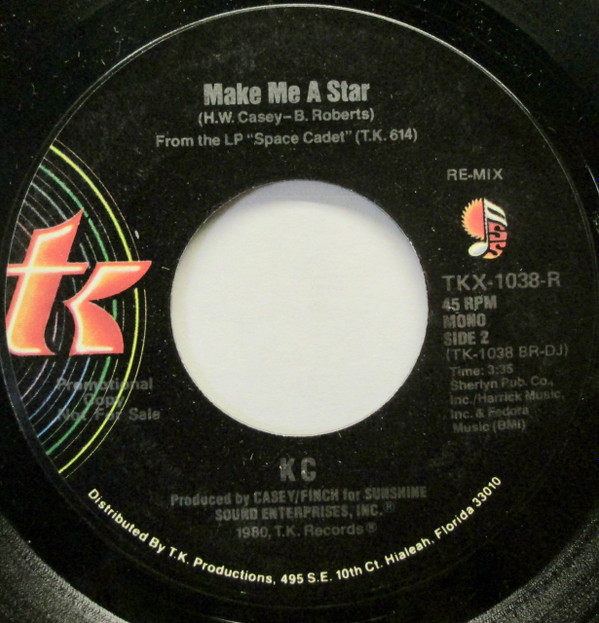 Make Me A Star
(H.W. Casey-B. Roberts)
From the LP "Space Cadet" (T.K. 614)
RE-MIX
tk
TKX-1038-R
45 RPM
MONO
SIDE 2
(TK-1038 BR-DJ)
Time: 3:35
Sherlyn Pub. Co.,
Inc./Harrick Music,
Inc. & Fedora
Music (BMI)
Promotional
Copy
Not For Sale
K C
Produced by CASEY/FINCH for SUNSHINE
SOUND ENTERPRISES, INC.®
1980, T.K. Records®
Distributed By T.K. Productions, 495 S.E. 10th Ct. Hialeah, Florida 33010